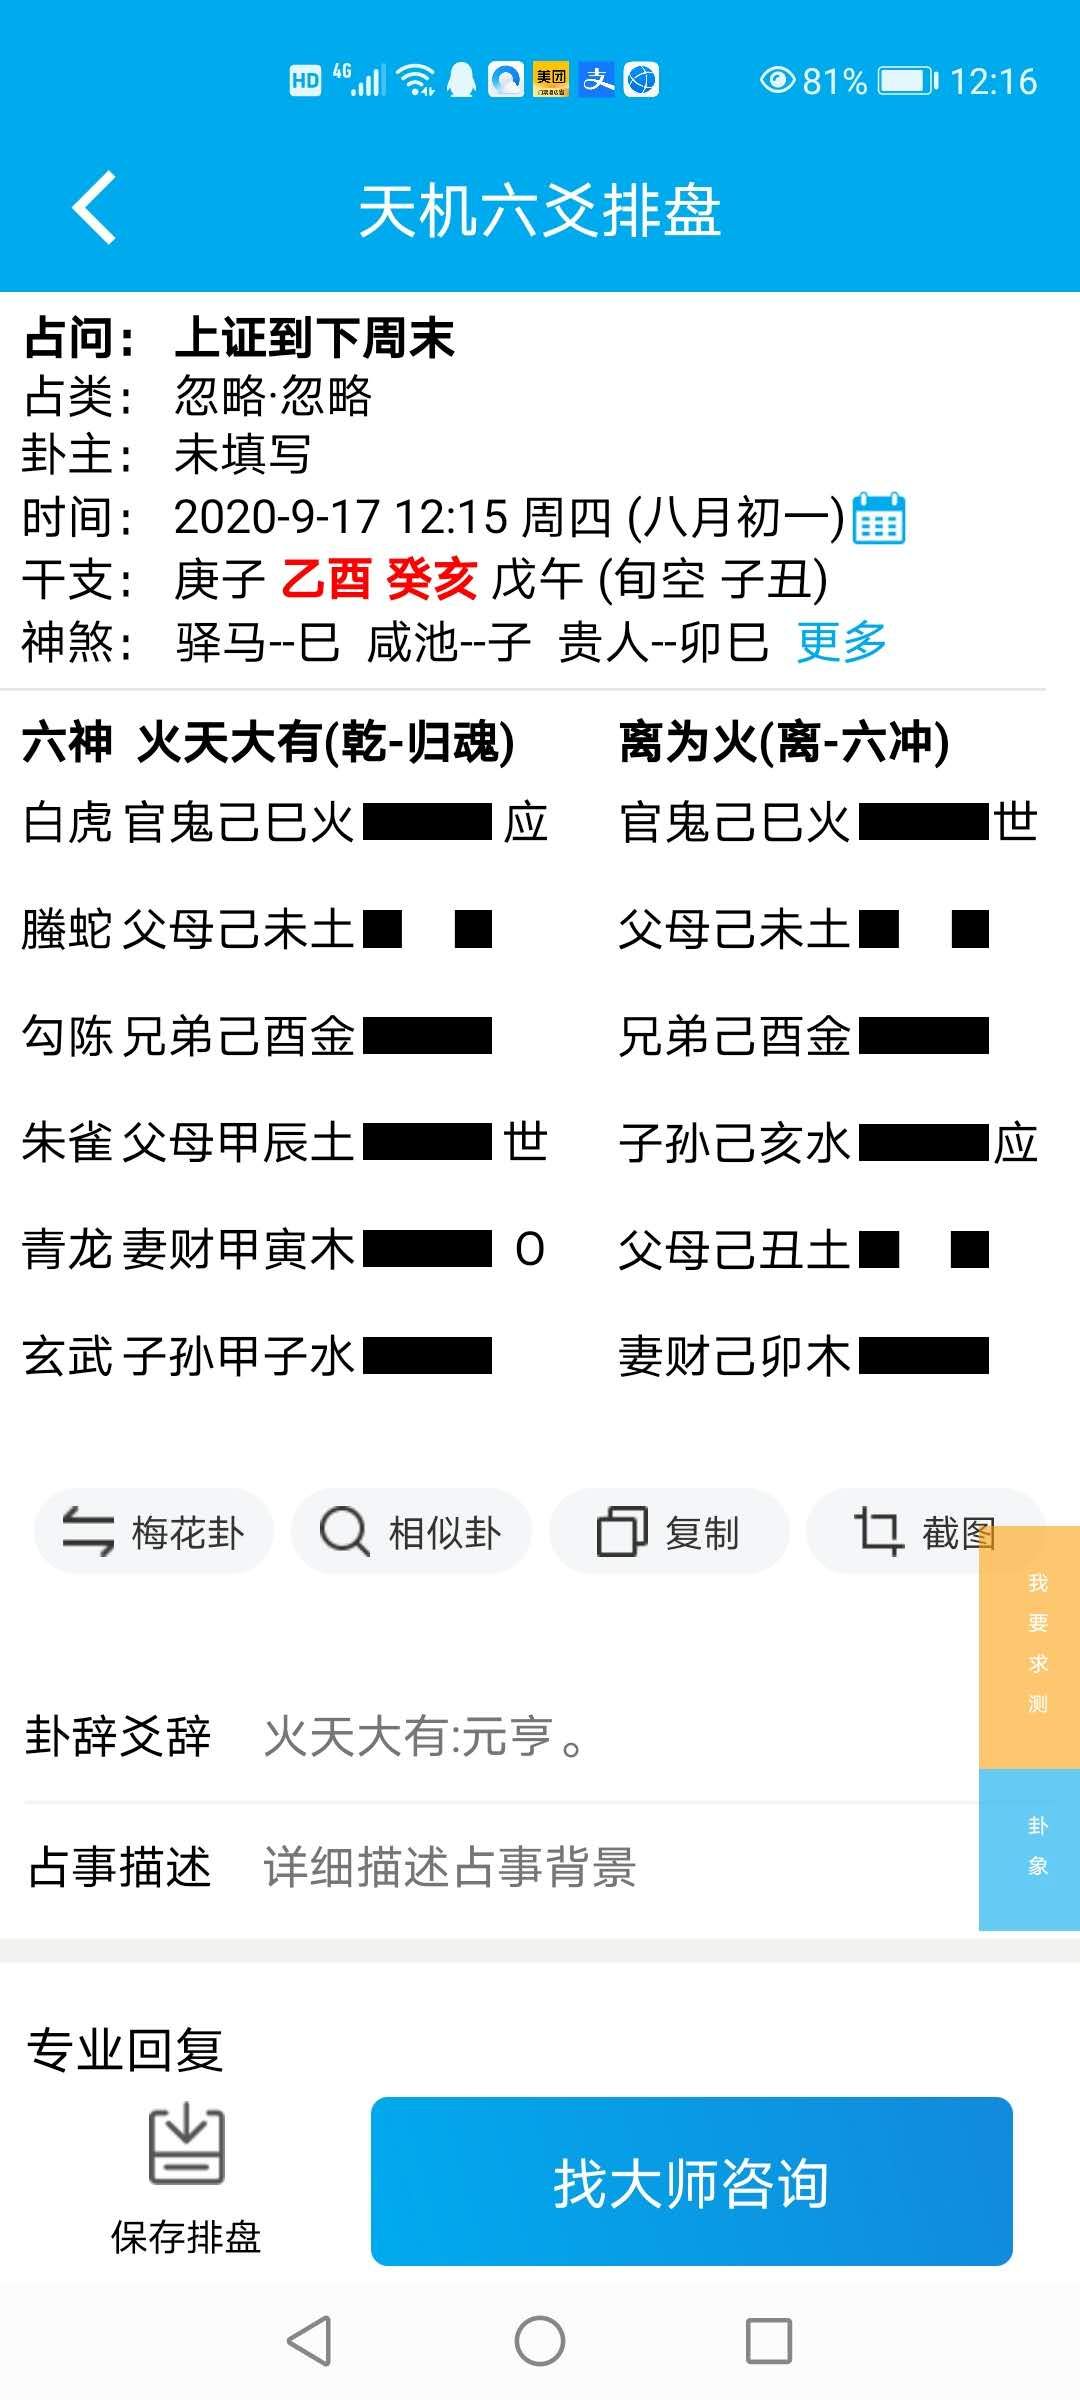 HD 4G 美团 支 81% 12:16
天机六爻排盘
占问： 上证到下周末
占类： 忽略·忽略
卦主： 未填写
时间： 2020-9-17 12:15 周四 (八月初一)
干支： 庚子 乙酉 癸亥 戊午 (旬空 子丑)
神煞： 驿马--巳 咸池--子 贵人--卯巳 更多
六神 火天大有(乾-归魂) 离为火(离-六冲)
白虎 官鬼己巳火 应 官鬼己巳火 世
螣蛇 父母己未土 父母己未土
勾陈 兄弟己酉金 兄弟己酉金
朱雀 父母甲辰土 世 子孙己亥水 应
青龙 妻财甲寅木 O 父母己丑土
玄武 子孙甲子水 妻财己卯木
梅花卦 相似卦 复制 截图
我要求测
卦辞爻辞 火天大有:元亨。
卦象
占事描述 详细描述占事背景
专业回复
保存排盘 找大师咨询